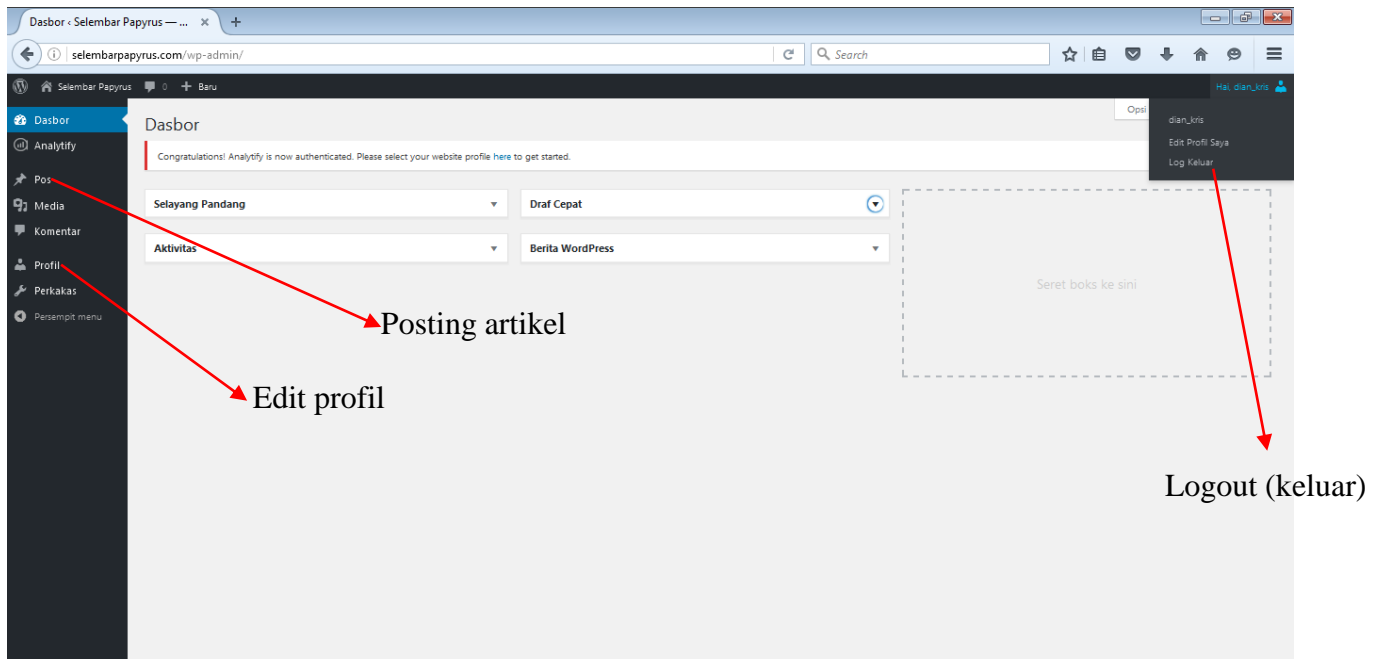 Dasbor ‹ Selembar Papyrus — ...
selembarpapyrus.com/wp-admin/
Search
Selembar Papyrus 0 + Baru
Hai, dian_kris
Opsi
dian_kris
Edit Profil Saya
Log Keluar
Dasbor
Analytify
Pos
Media
Komentar
Profil
Perkakas
Persempit menu
Dasbor
Congratulations! Analytify is now authenticated. Please select your website profile here to get started.
Selayang Pandang
Draf Cepat
Aktivitas
Berita WordPress
Seret boks ke sini
Posting artikel
Edit profil
Logout (keluar)